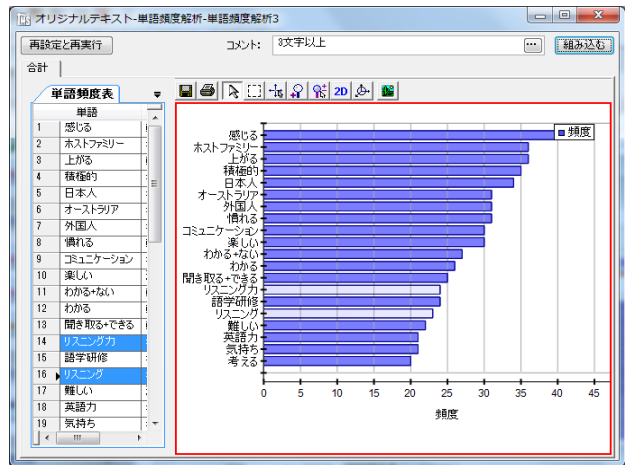 オリジナルテキスト-単語頻度解析-単語頻度解析3
再設定と再実行
コメント:
3文字以上
...
組み込む
合計
単語頻度表
2D
単語
1 感じる
2 ホストファミリー
3 上がる
4 積極的
5 日本人
6 オーストラリア
7 外国人
8 慣れる
9 コミュニケーション
10 楽しい
11 わかる+ない
12 わかる
13 聞き取る+できる
14 リスニング力
15 語学研修
16 リスニング
17 難しい
18 英語力
19 気持ち
頻度
感じる
ホストファミリー
上がる
積極的
日本人
オーストラリア
外国人
慣れる
コミュニケーション
楽しい
わかる+ない
わかる
聞き取る+できる
リスニング力
語学研修
リスニング
難しい
英語力
気持ち
考える
0 5 10 15 20 25 30 35 40 45
頻度